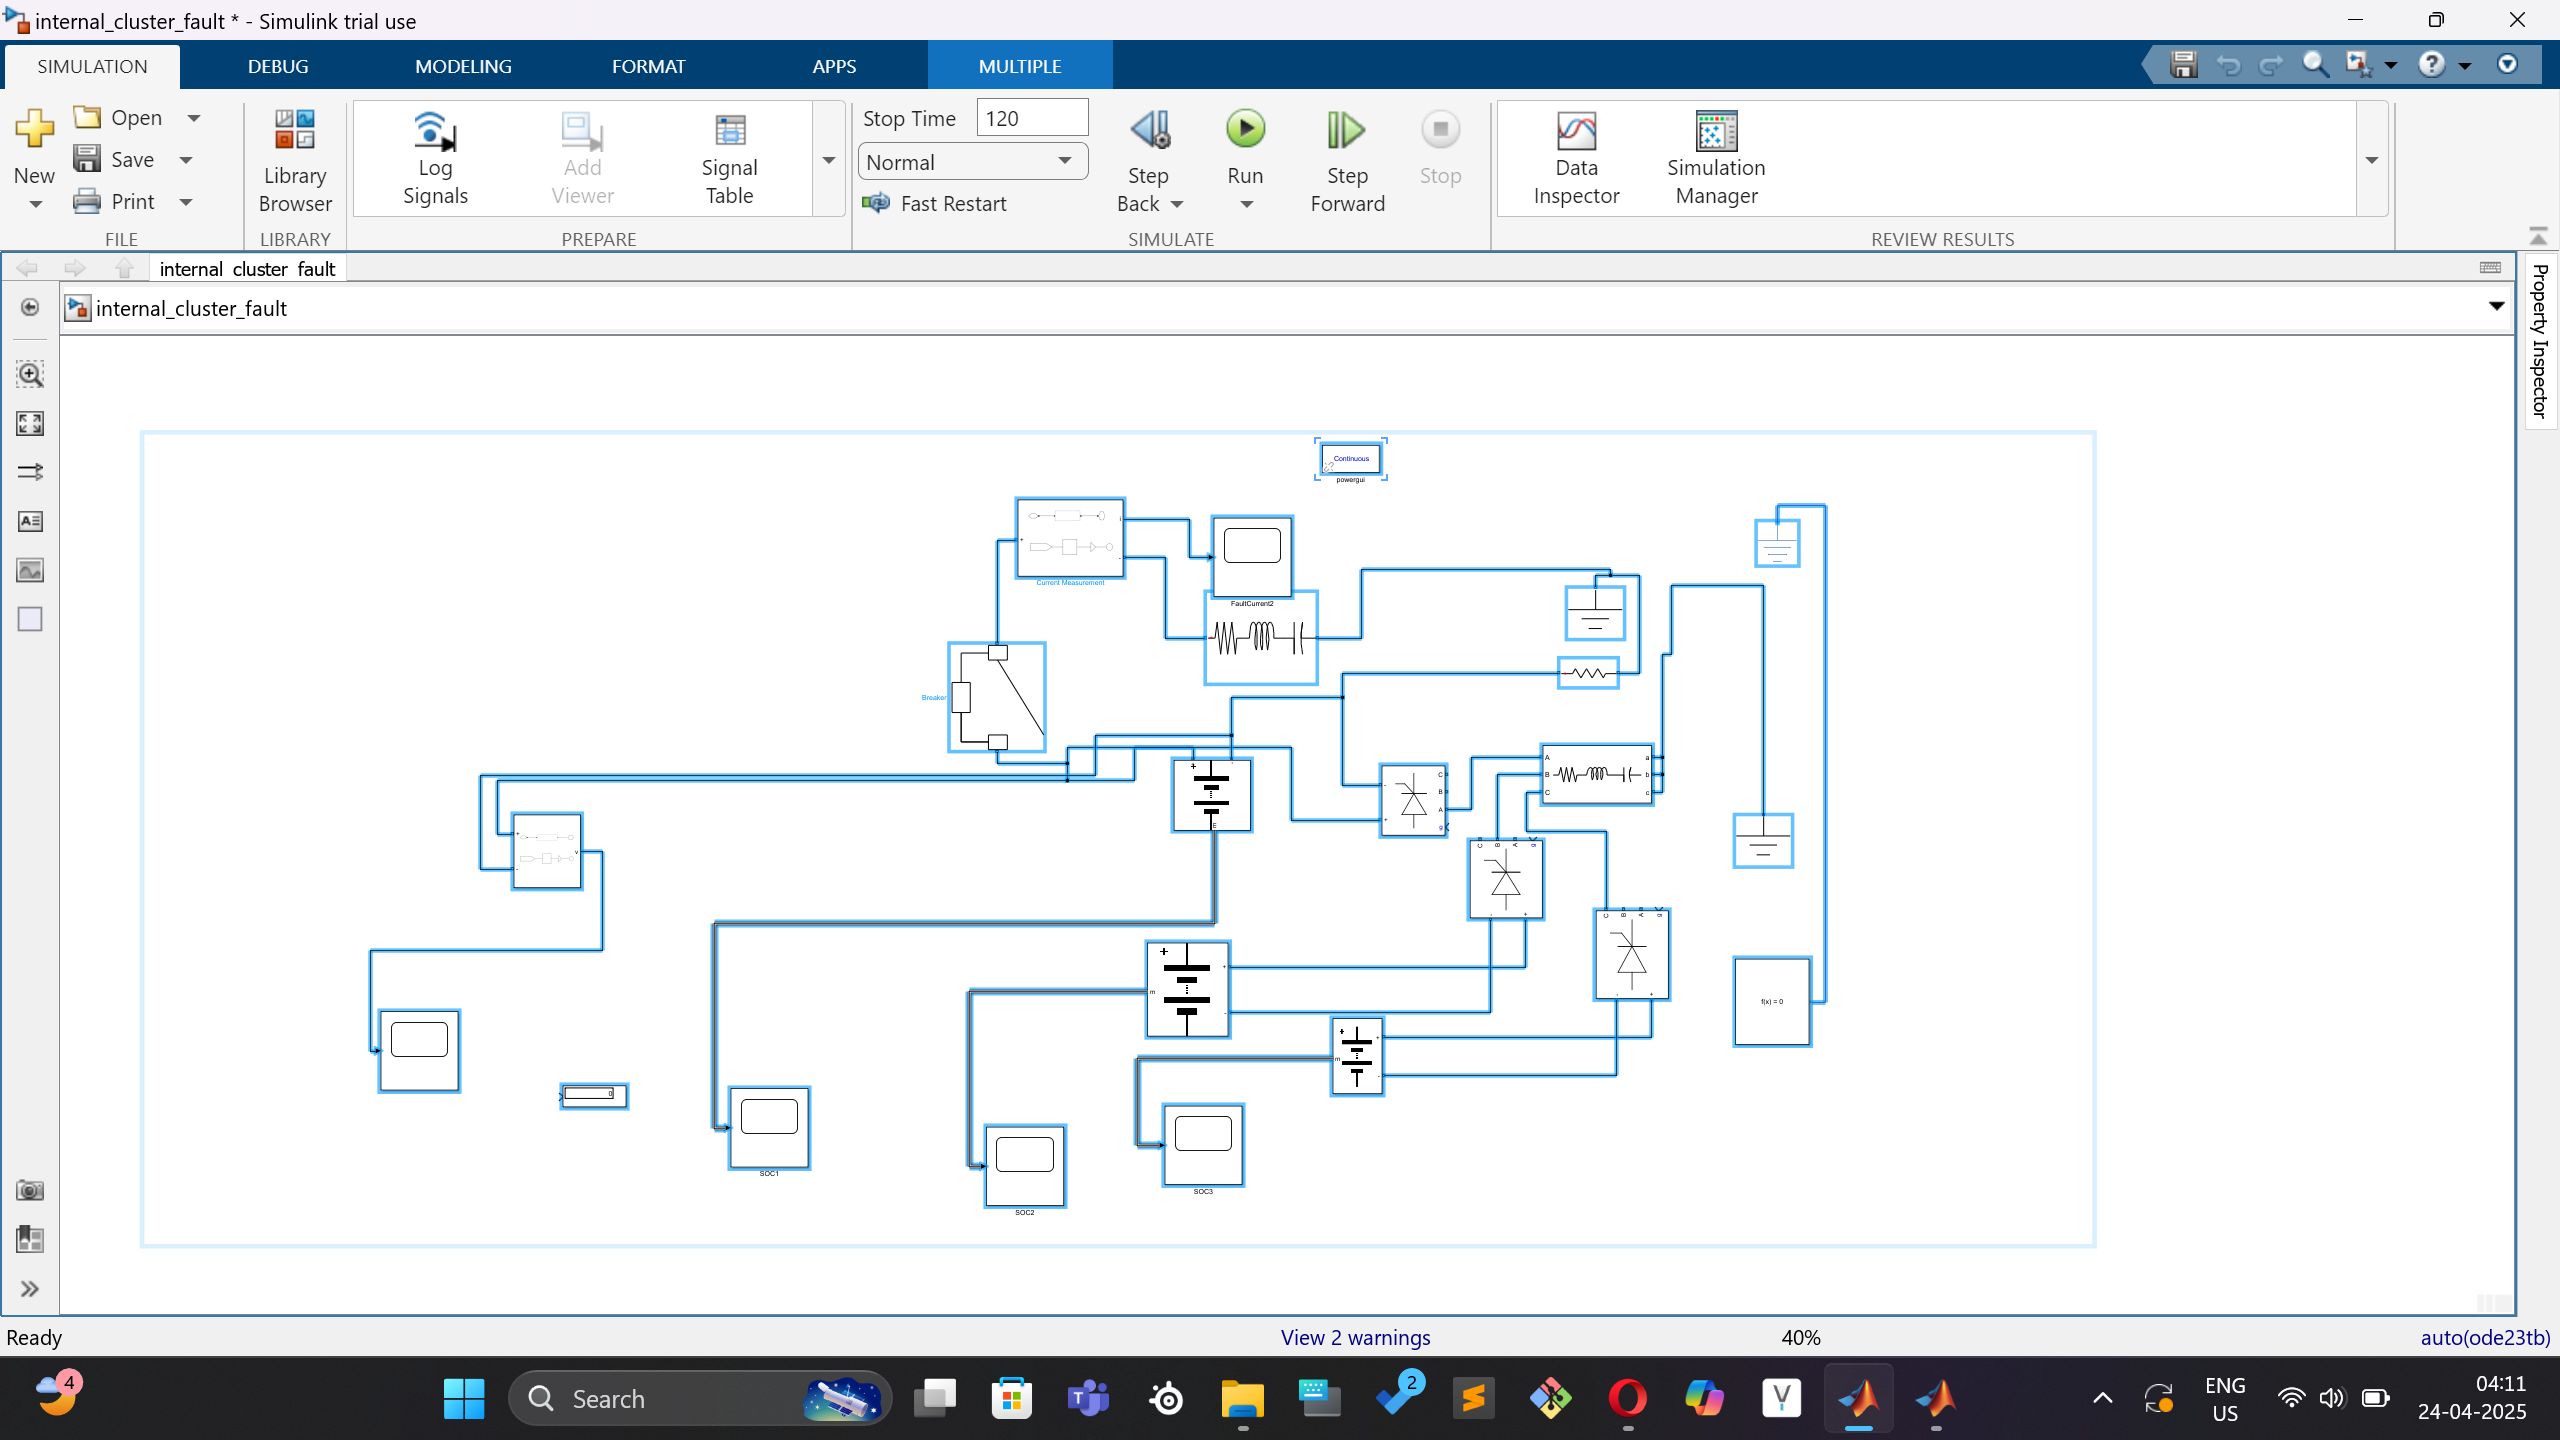 internal_cluster_fault * - Simulink trial use
SIMULATION
DEBUG
MODELING
FORMAT
APPS
MULTIPLE
New
Open
Save
Print
FILE
Library
Browser
LIBRARY
Log
Signals
Add
Viewer
Signal
Table
PREPARE
Stop Time
120
Normal
Fast Restart
Step
Back
Run
Step
Forward
Stop
SIMULATE
Data
Inspector
Simulation
Manager
REVIEW RESULTS
internal_cluster_fault
internal_cluster_fault
Property Inspector
Continuous
powergui
Current Measurement
FaultCurrent2
Breaker
A
B
C
a
b
c
C
B
A
g
C
B
A
g
C
B
A
g
E
m
m
v
f(x) = 0
0
SOC1
SOC2
SOC3
Ready
View 2 warnings
40%
auto(ode23tb)
4
Search
2
ENG
US
04:11
24-04-2025